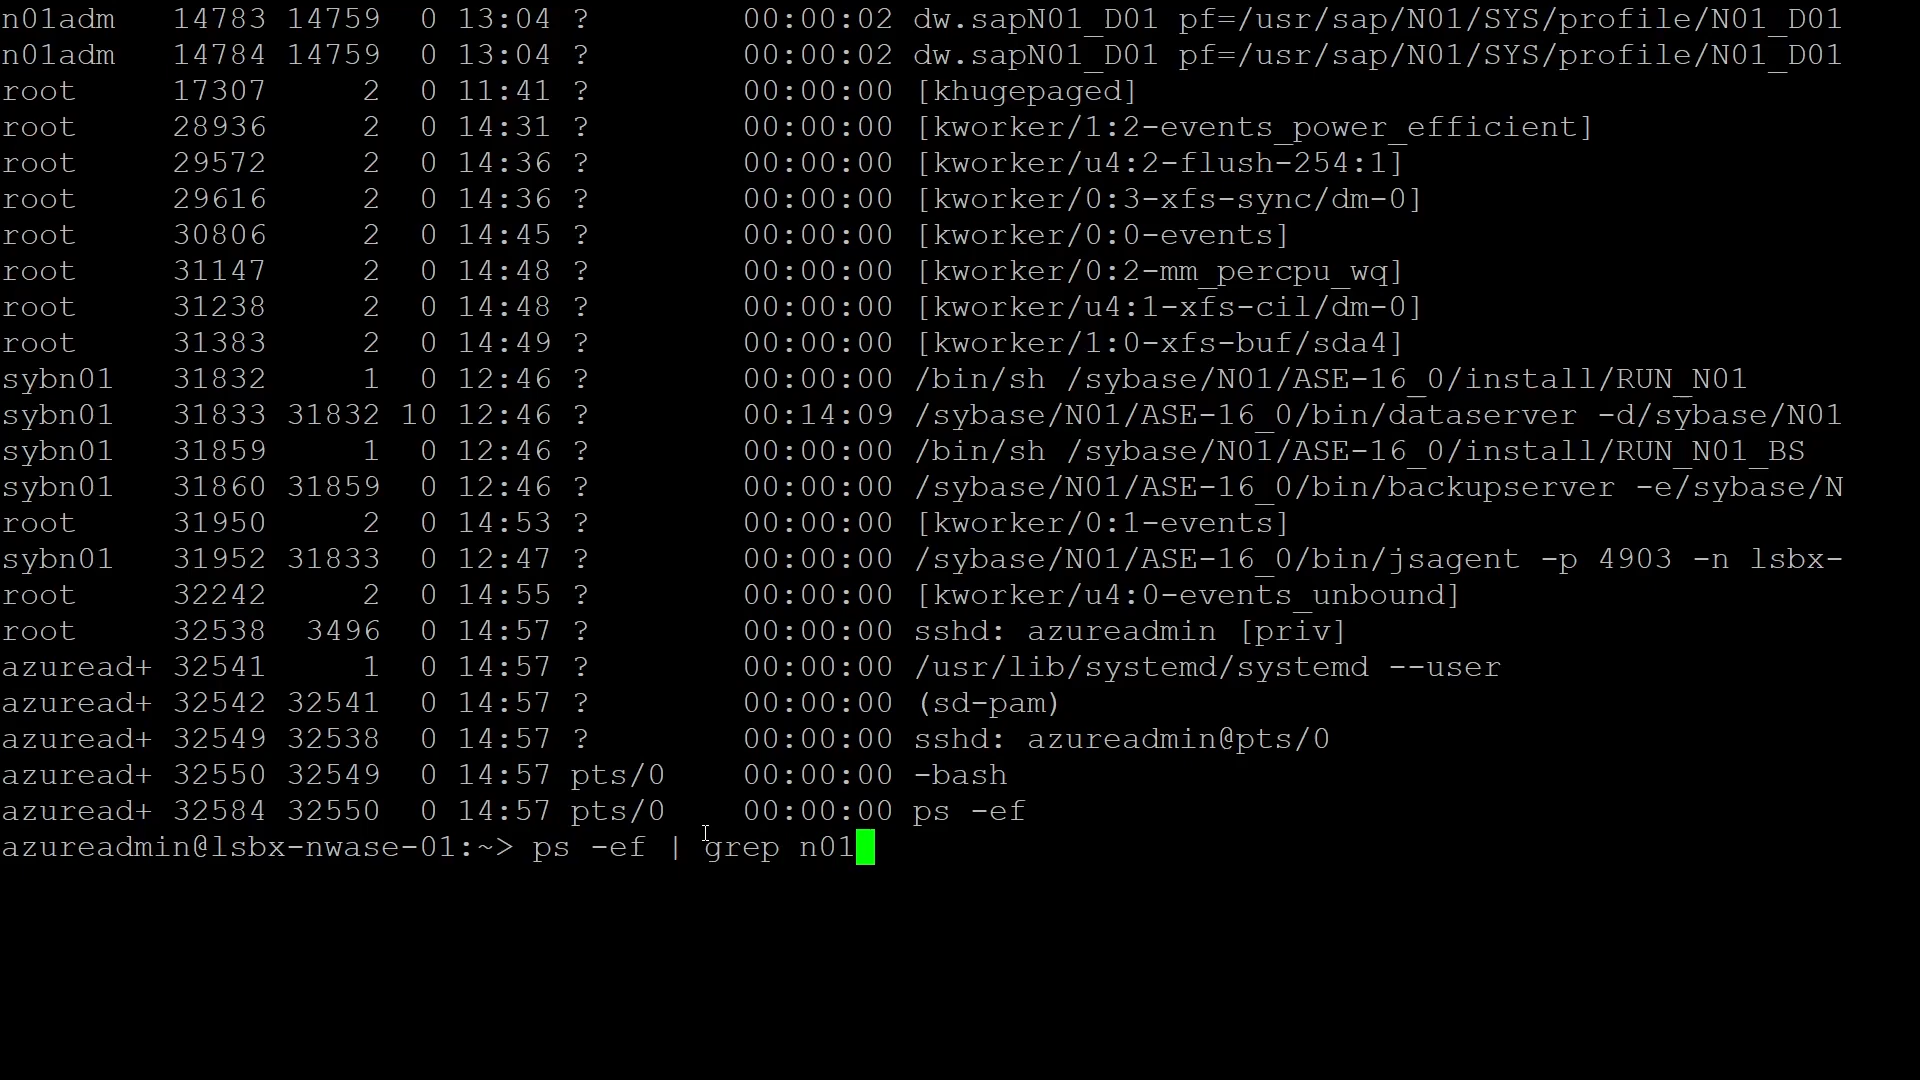 n01adm   14783 14759  0 13:04 ?        00:00:02 dw.sapN01_D01 pf=/usr/sap/N01/SYS/profile/N01_D01
n01adm   14784 14759  0 13:04 ?        00:00:02 dw.sapN01_D01 pf=/usr/sap/N01/SYS/profile/N01_D01
root     17307     2  0 11:41 ?        00:00:00 [khugepaged]
root     28936     2  0 14:31 ?        00:00:00 [kworker/1:2-events_power_efficient]
root     29572     2  0 14:36 ?        00:00:00 [kworker/u4:2-flush-254:1]
root     29616     2  0 14:36 ?        00:00:00 [kworker/0:3-xfs-sync/dm-0]
root     30806     2  0 14:45 ?        00:00:00 [kworker/0:0-events]
root     31147     2  0 14:48 ?        00:00:00 [kworker/0:2-mm_percpu_wq]
root     31238     2  0 14:48 ?        00:00:00 [kworker/u4:1-xfs-cil/dm-0]
root     31383     2  0 14:49 ?        00:00:00 [kworker/1:0-xfs-buf/sda4]
sybn01   31832     1  0 12:46 ?        00:00:00 /bin/sh /sybase/N01/ASE-16_0/install/RUN_N01
sybn01   31833 31832 10 12:46 ?        00:14:09 /sybase/N01/ASE-16_0/bin/dataserver -d/sybase/N01
sybn01   31859     1  0 12:46 ?        00:00:00 /bin/sh /sybase/N01/ASE-16_0/install/RUN_N01_BS
sybn01   31860 31859  0 12:46 ?        00:00:00 /sybase/N01/ASE-16_0/bin/backupserver -e/sybase/N
root     31950     2  0 14:53 ?        00:00:00 [kworker/0:1-events]
sybn01   31952 31833  0 12:47 ?        00:00:00 /sybase/N01/ASE-16_0/bin/jsagent -p 4903 -n lsbx-
root     32242     2  0 14:55 ?        00:00:00 [kworker/u4:0-events_unbound]
root     32538  3496  0 14:57 ?        00:00:00 sshd: azureadmin [priv]
azuread+ 32541     1  0 14:57 ?        00:00:00 /usr/lib/systemd/systemd --user
azuread+ 32542 32541  0 14:57 ?        00:00:00 (sd-pam)
azuread+ 32549 32538  0 14:57 ?        00:00:00 sshd: azureadmin@pts/0
azuread+ 32550 32549  0 14:57 pts/0    00:00:00 -bash
azuread+ 32584 32550  0 14:57 pts/0    00:00:00 ps -ef
azureadmin@lsbx-nwase-01:~> ps -ef | grep n01